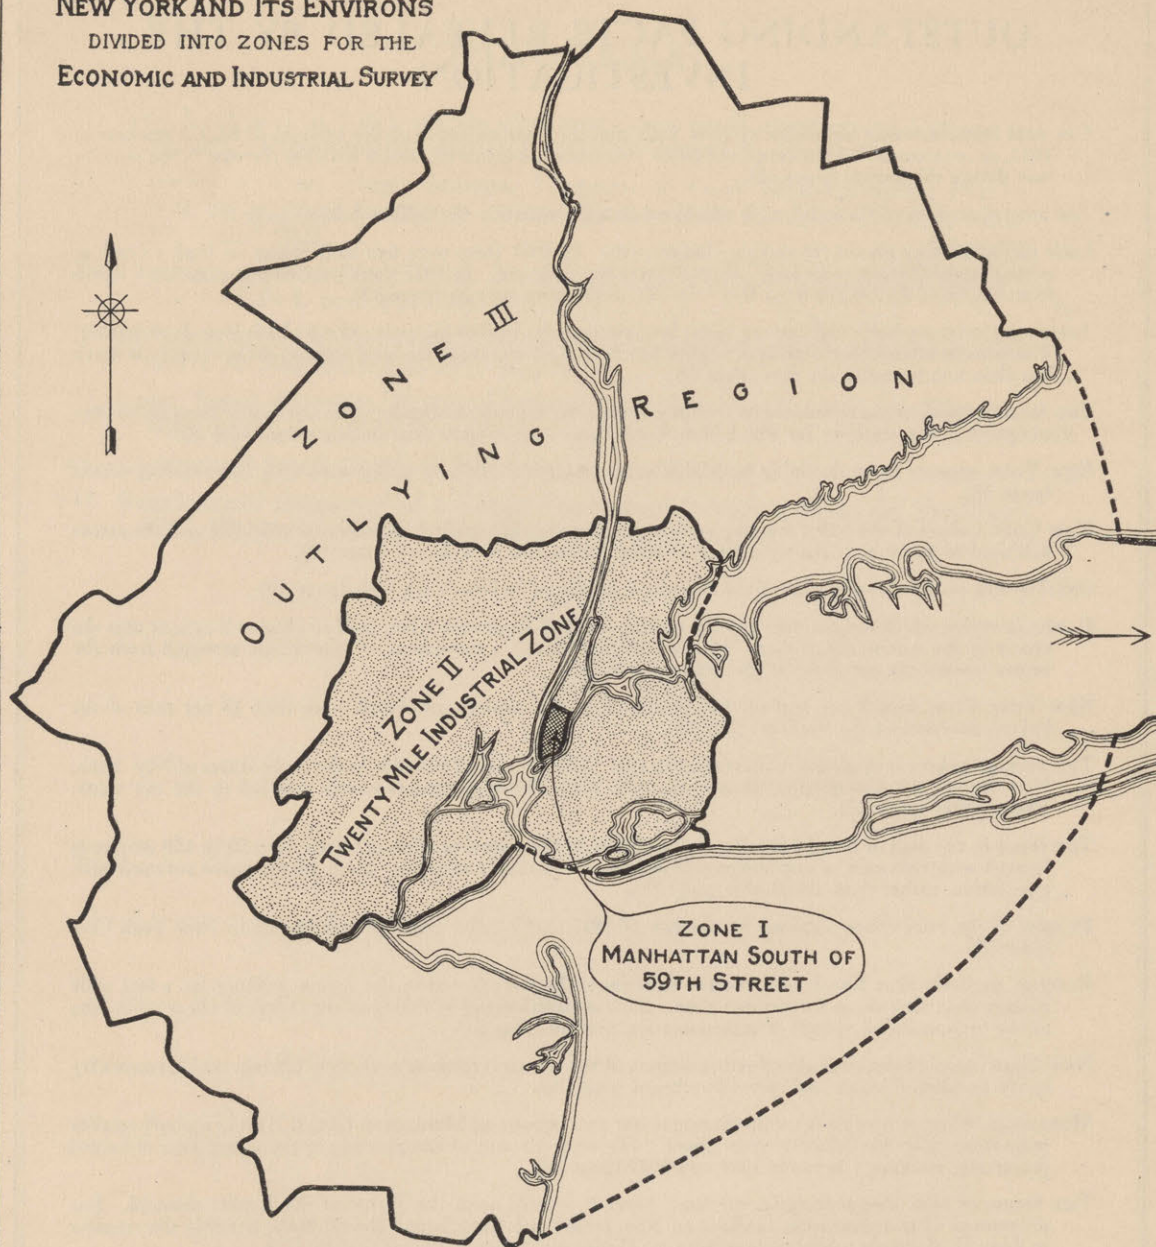 NEW YORK AND ITS ENVIRONS
DIVIDED INTO ZONES FOR THE
ECONOMIC AND INDUSTRIAL SURVEY
ZONE III
OUTLYING REGION
ZONE II
TWENTY MILE INDUSTRIAL ZONE
ZONE I
MANHATTAN SOUTH OF
59TH STREET